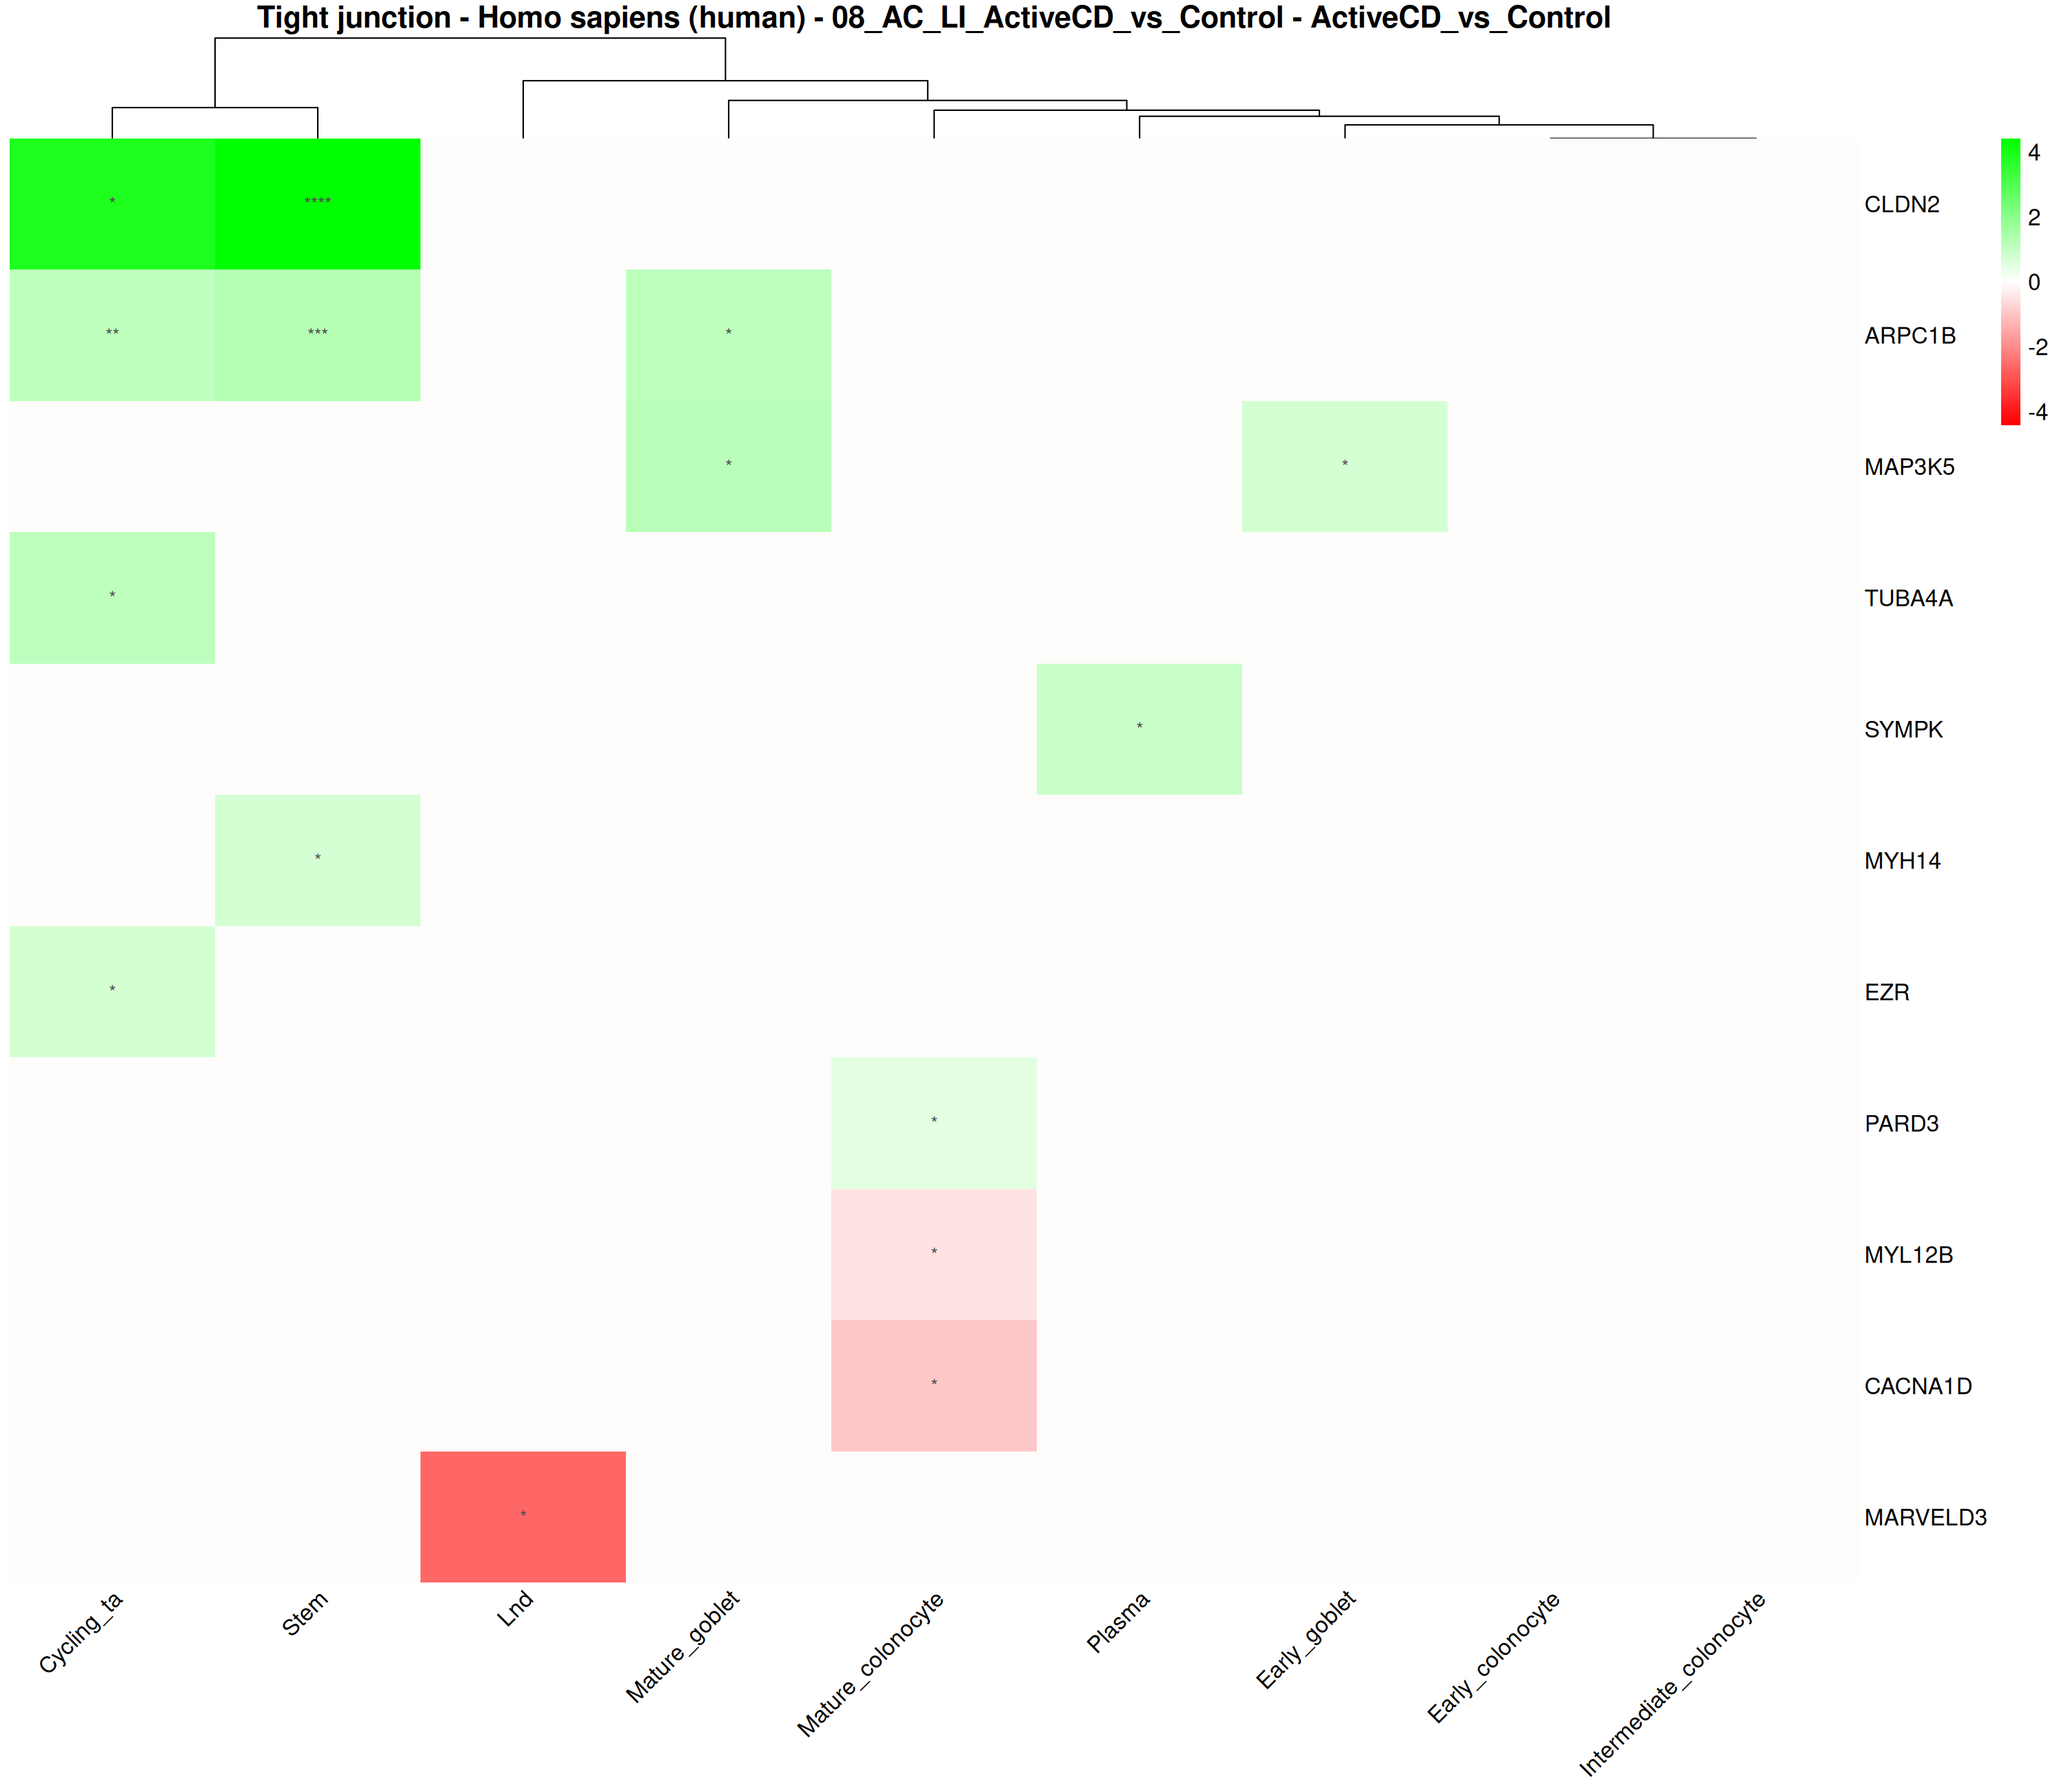 Tight junction - Homo sapiens (human) - 08_AC_LI_ActiveCD_vs_Control - ActiveCD_vs_Control
4
2
0
-2
-4
* **** CLDN2
** *** * ARPC1B
* * MAP3K5
* TUBA4A
* SYMPK
* MYH14
* EZR
* PARD3
* MYL12B
* CACNA1D
* MARVELD3
Cycling_ta
Stem
Lnd
Mature_goblet
Mature_colonocyte
Plasma
Early_goblet
Early_colonocyte
Intermediate_colonocyte